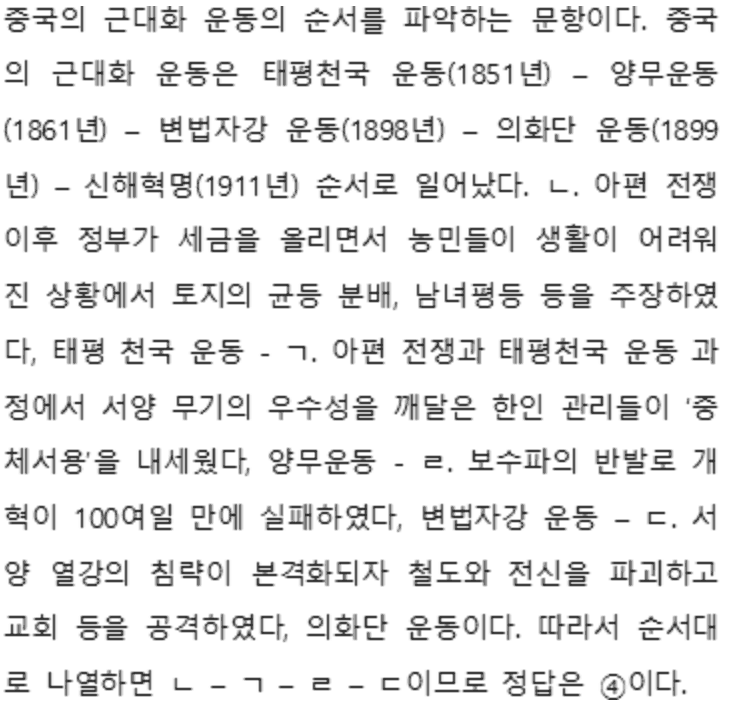 중국의 근대화 운동의 순서를 파악하는 문항이다. 중국
의 근대화 운동은 태평천국 운동(1851년) – 양무운동
(1861년) – 변법자강 운동(1898년) – 의화단 운동(1899
년) – 신해혁명(1911년) 순서로 일어났다. ㄴ. 아편 전쟁
이후 정부가 세금을 올리면서 농민들이 생활이 어려워
진 상황에서 토지의 균등 분배, 남녀평등 등을 주장하였
다, 태평 천국 운동 - ㄱ. 아편 전쟁과 태평천국 운동 과
정에서 서양 무기의 우수성을 깨달은 한인 관리들이 '중
체서용'을 내세웠다, 양무운동 - ㄹ. 보수파의 반발로 개
혁이 100여일 만에 실패하였다, 변법자강 운동 – ㄷ. 서
양 열강의 침략이 본격화되자 철도와 전신을 파괴하고
교회 등을 공격하였다, 의화단 운동이다. 따라서 순서대
로 나열하면 ㄴ – ㄱ – ㄹ – ㄷ이므로 정답은 ④이다.